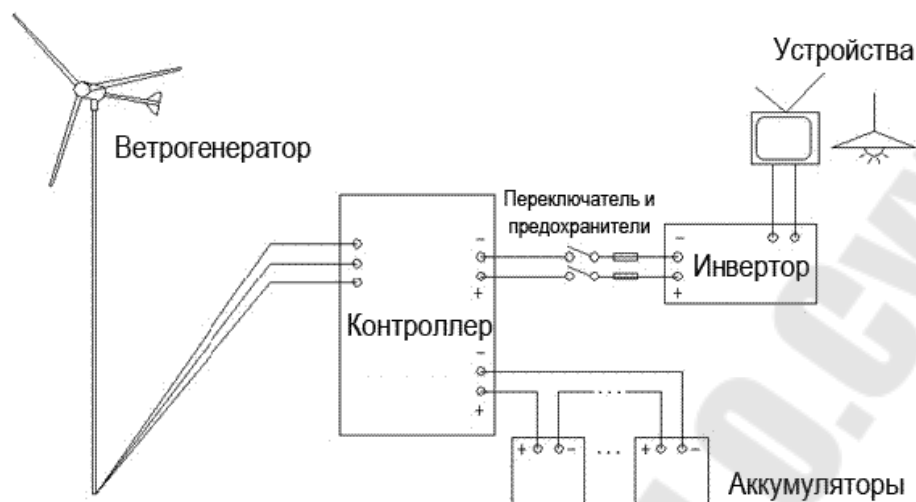 Устройства
Ветрогенератор
Переключатель и
предохранители
−
−
Инвертор
+
+
Контроллер
−
+
+ − ... + −
...
Аккумуляторы